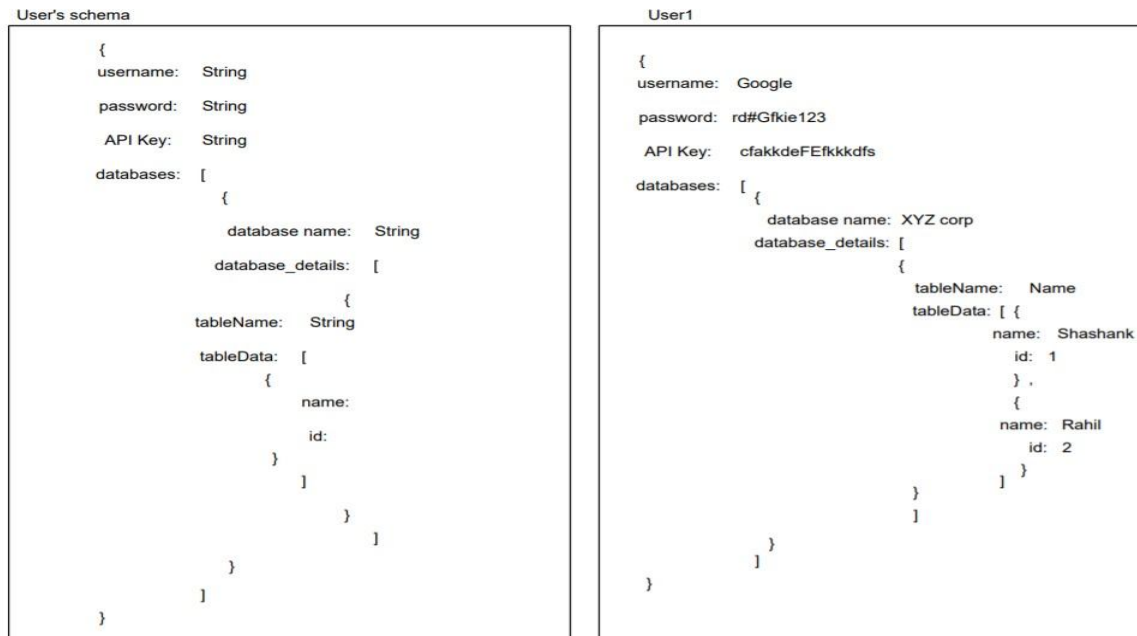 User's schema
{
username: String
password: String
API Key: String
databases: [
{
database name: String
database_details: [
{
tableName: String
tableData: [
{
name:
id:
}
]
}
]
}
]
}
User1
{
username: Google
password: rd#Gfkie123
API Key: cfakkdeFEfkkkdfs
databases: [
{
database name: XYZ corp
database_details: [
{
tableName: Name
tableData: [ {
name: Shashank
id: 1
} ,
{
name: Rahil
id: 2
}
]
}
]
}
]
}